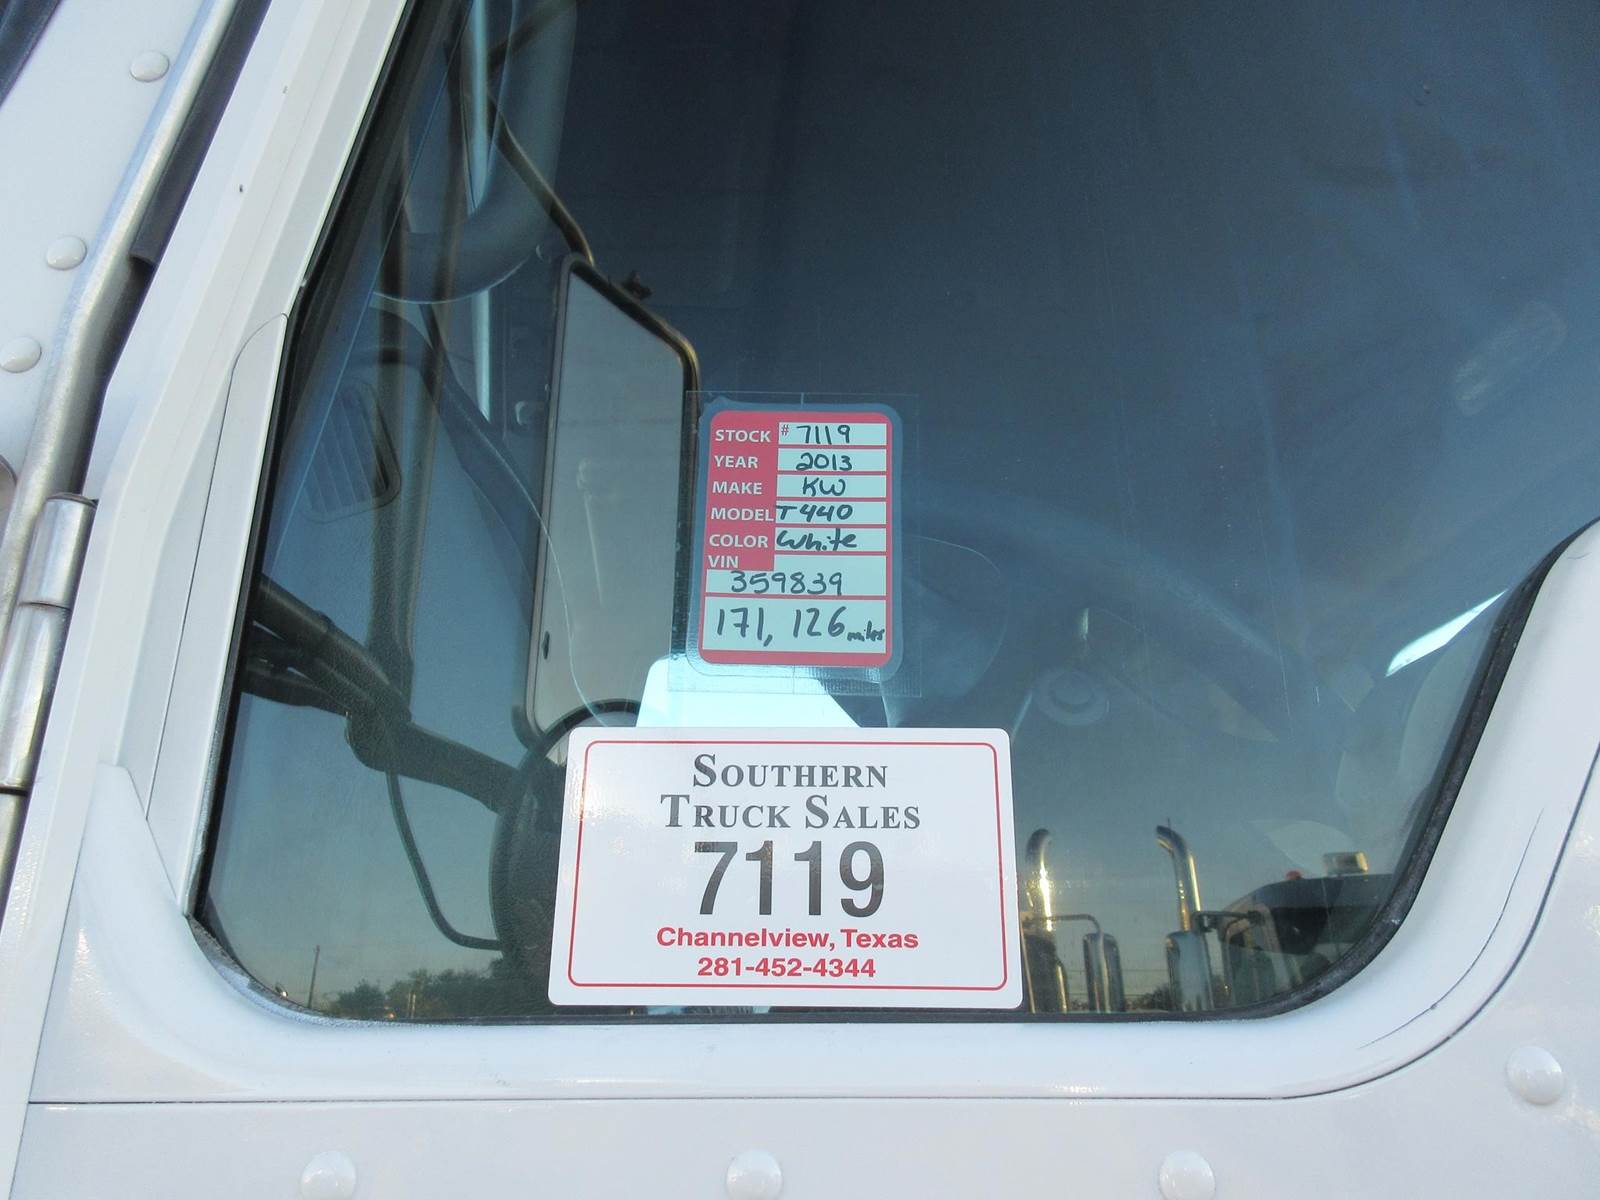 STOCK # 7119
YEAR 2013
MAKE KW
MODEL T440
COLOR White
VIN
359839
171,126 miles
SOUTHERN
TRUCK SALES
7119
Channelview, Texas
281-452-4344